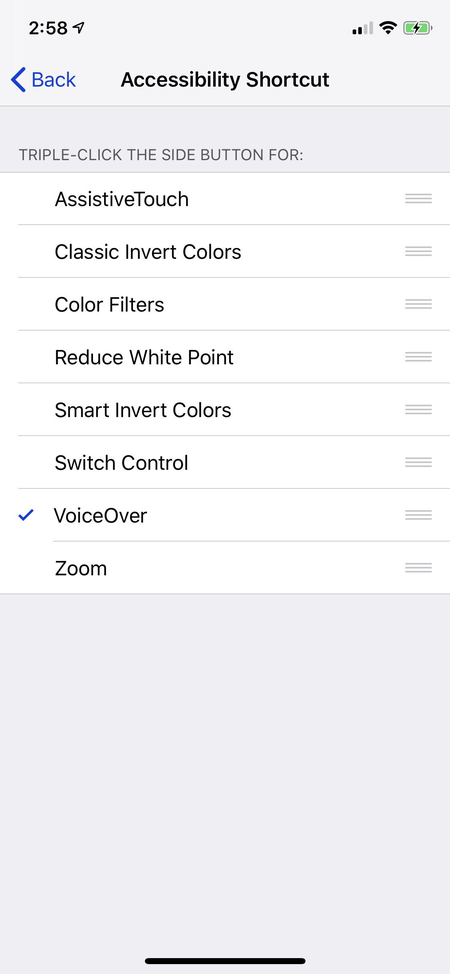 2:58
Back
Accessibility Shortcut
TRIPLE-CLICK THE SIDE BUTTON FOR:
AssistiveTouch
Classic Invert Colors
Color Filters
Reduce White Point
Smart Invert Colors
Switch Control
VoiceOver
Zoom